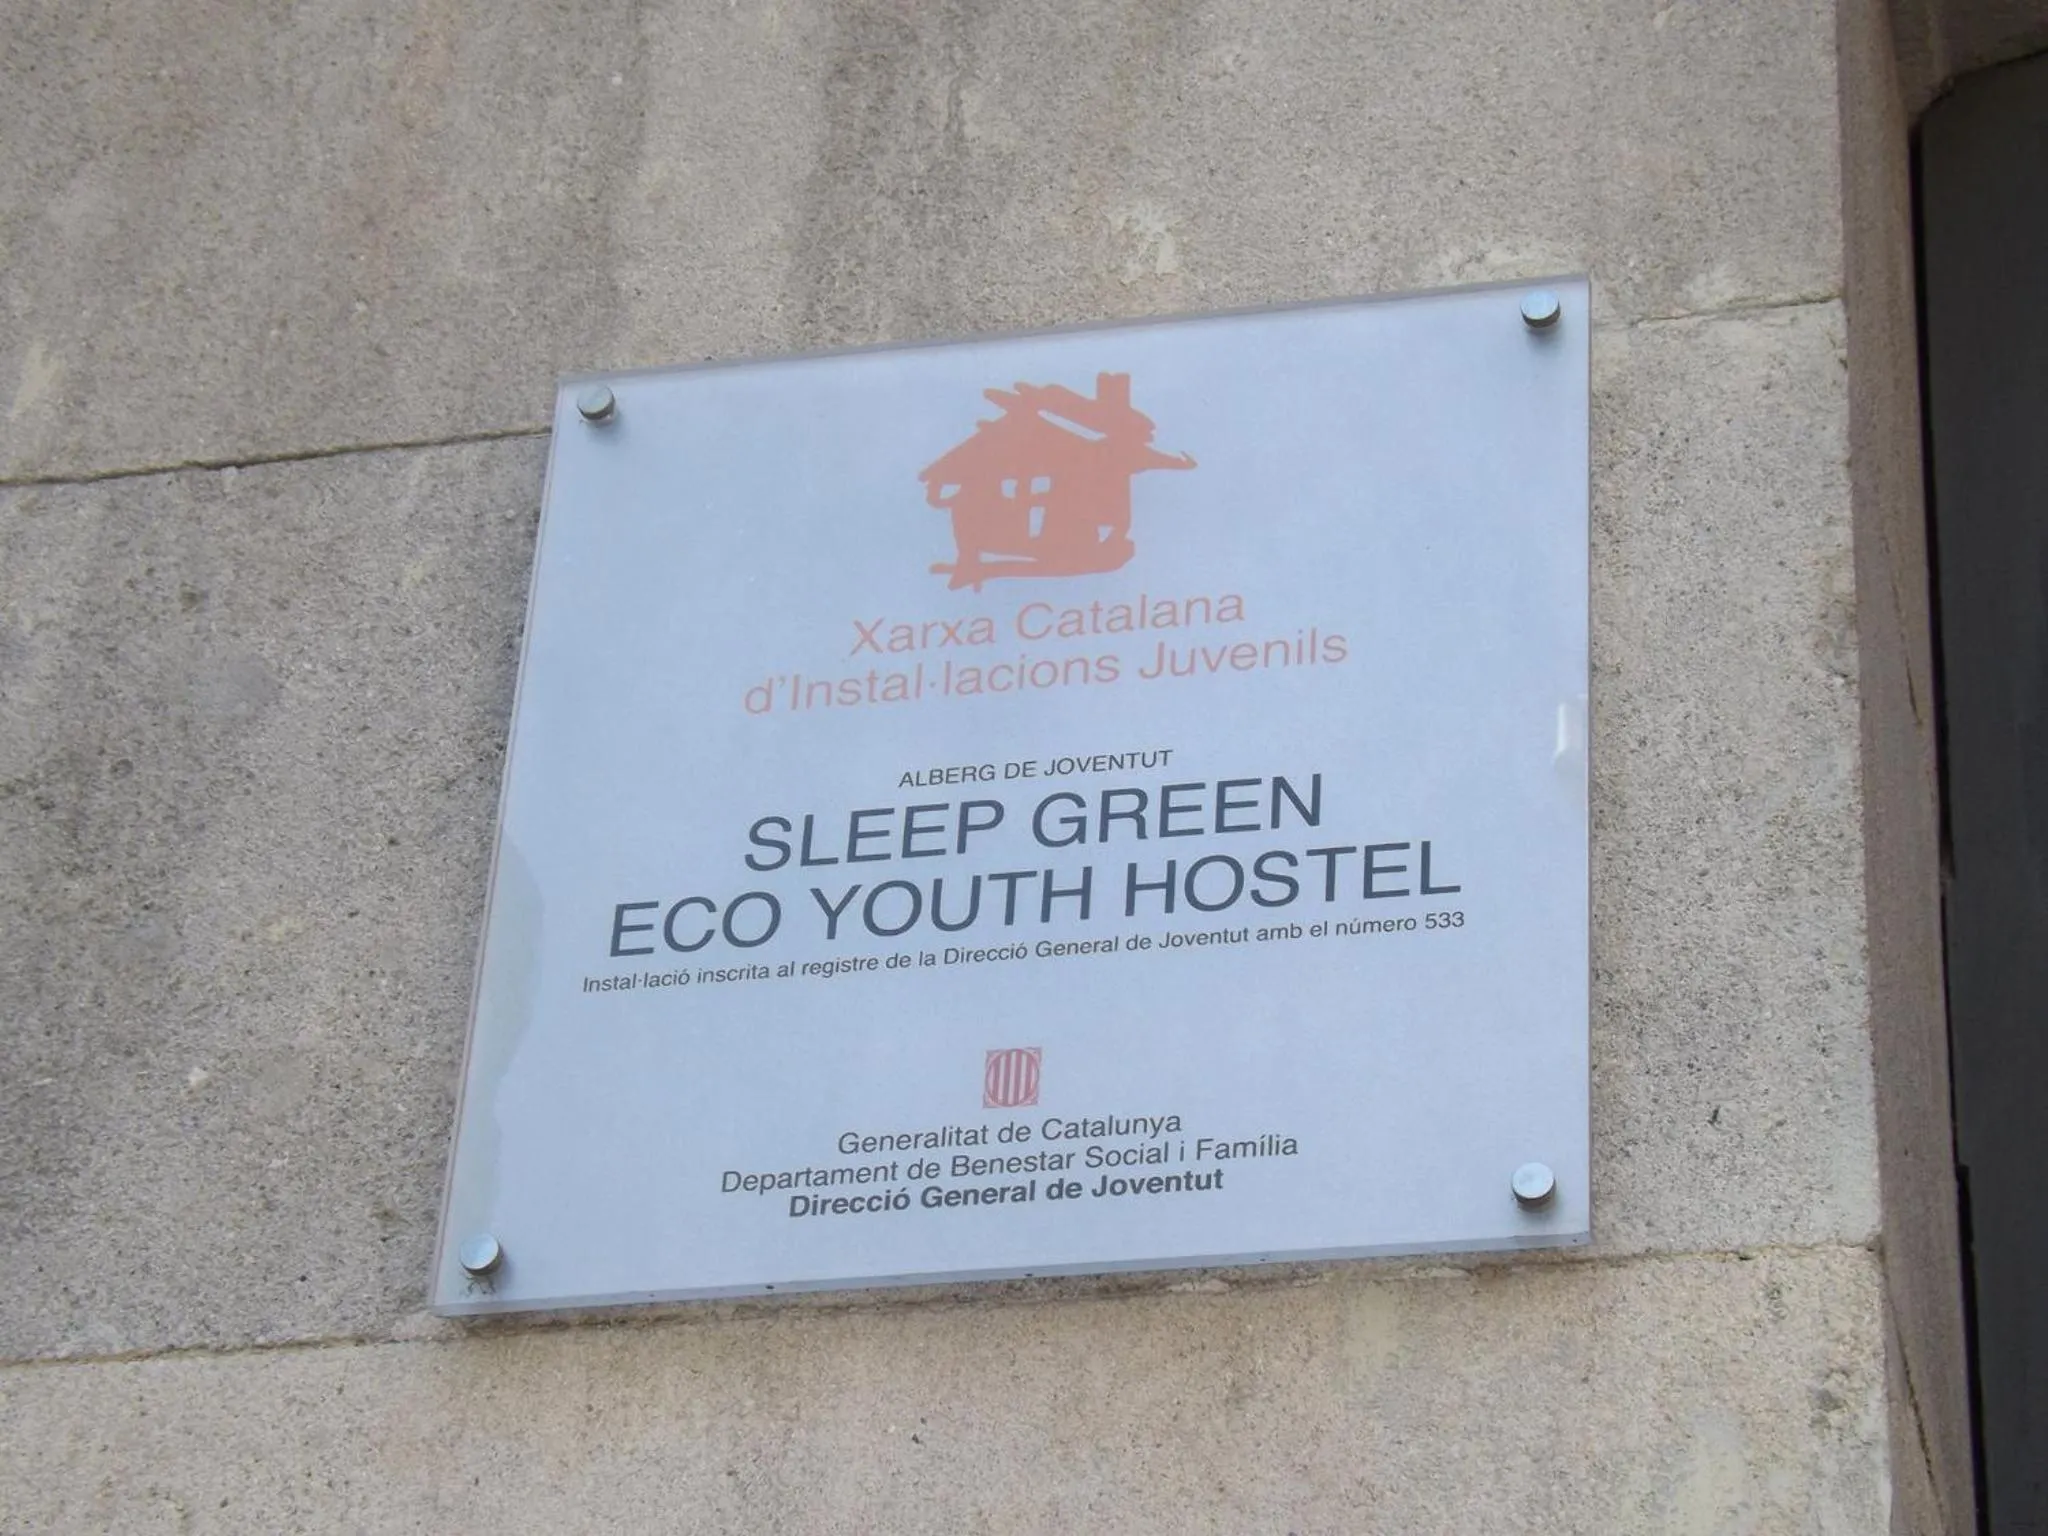 Xarxa Catalana
d'Instal·lacions Juvenils
ALBERG DE JOVENTUT
SLEEP GREEN
ECO YOUTH HOSTEL
Instal·lació inscrita al registre de la Direcció General de Joventut amb el número 533
Generalitat de Catalunya
Departament de Benestar Social i Família
Direcció General de Joventut